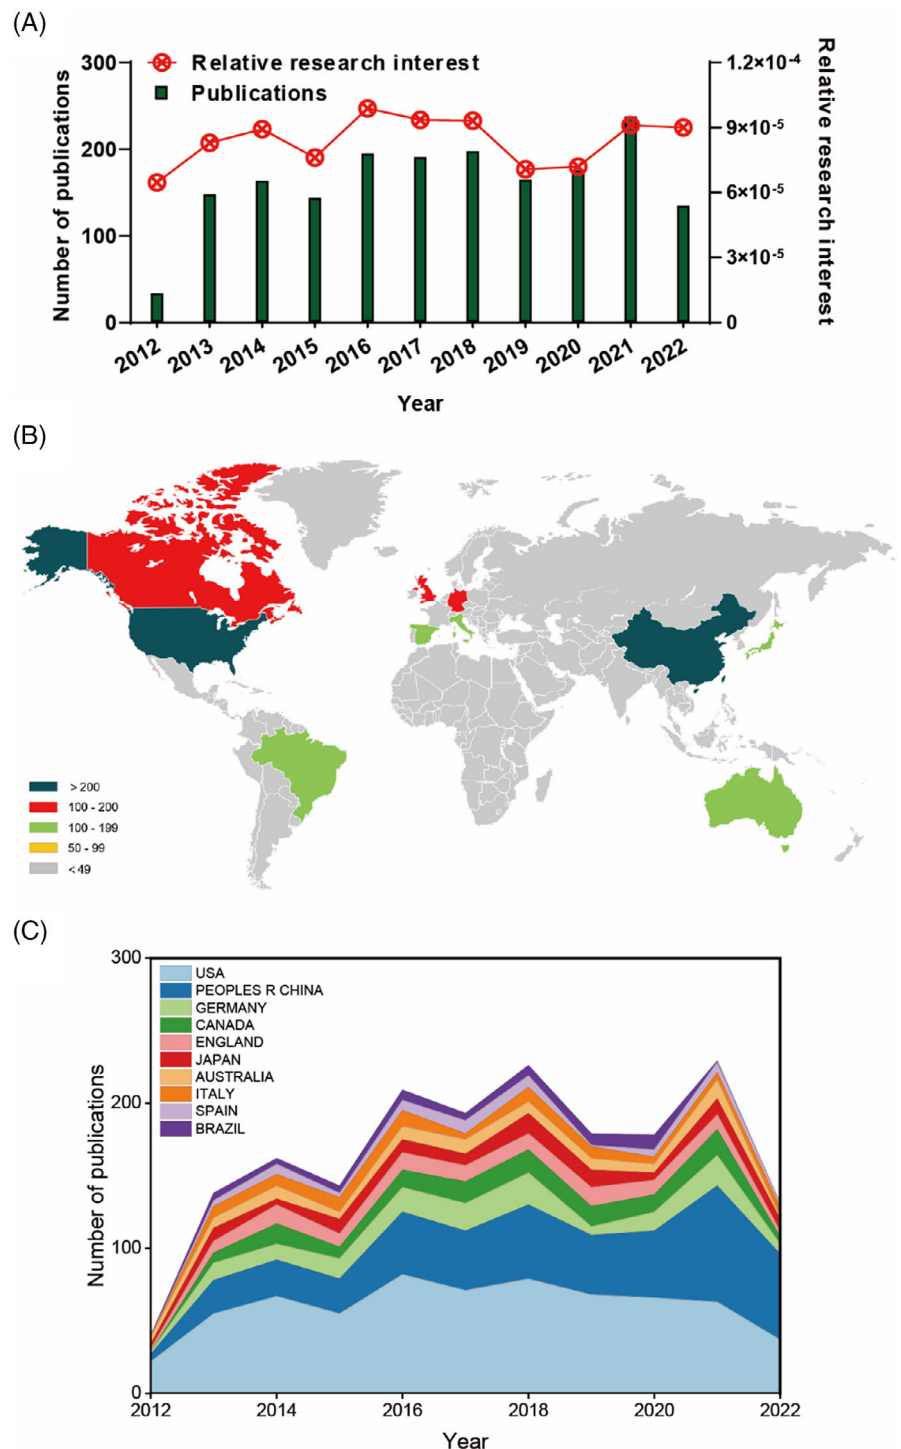 (A)
Relative research interest
Publications
Number of publications
300
200
100
0
1.2×10-4
9×10-5
6×10-5
3×10-5
0
Relative research interest
2012 2013 2014 2015 2016 2017 2018 2019 2020 2021 2022
Year
(B)
> 200
100 - 200
100 - 199
50 - 99
< 49
(C)
Number of publications
300
200
100
0
USA
PEOPLES R CHINA
GERMANY
CANADA
ENGLAND
JAPAN
AUSTRALIA
ITALY
SPAIN
BRAZIL
2012 2014 2016 2018 2020 2022
Year